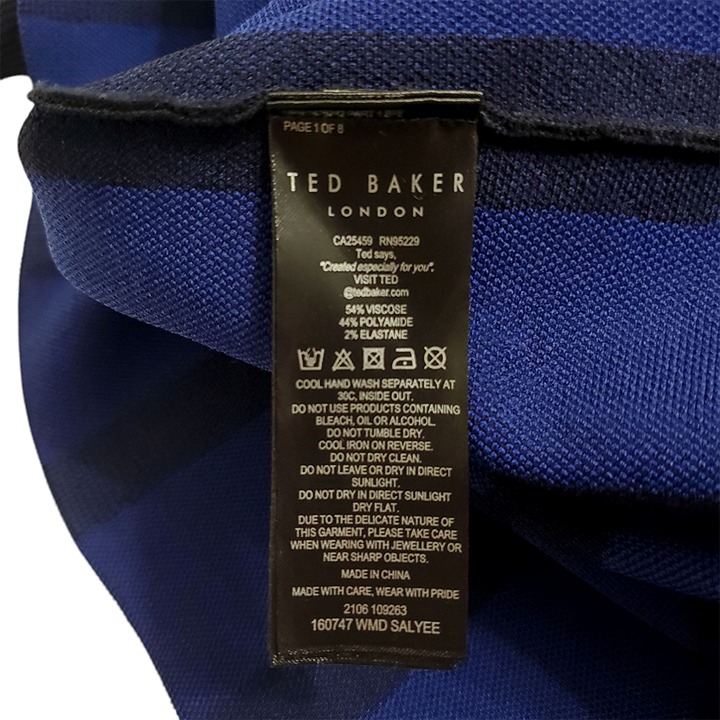 PAGE 1 OF 8
TED BAKER
LONDON
CA25459 RN95229
Ted says,
"Created especially for you".
VISIT TED
@tedbaker.com
54% VISCOSE
44% POLYAMIDE
2% ELASTANE
COOL HAND WASH SEPARATELY AT
30C, INSIDE OUT.
DO NOT USE PRODUCTS CONTAINING
BLEACH, OIL OR ALCOHOL.
DO NOT TUMBLE DRY.
COOL IRON ON REVERSE.
DO NOT DRY CLEAN.
DO NOT LEAVE OR DRY IN DIRECT
SUNLIGHT.
DO NOT DRY IN DIRECT SUNLIGHT
DRY FLAT.
DUE TO THE DELICATE NATURE OF
THIS GARMENT, PLEASE TAKE CARE
WHEN WEARING WITH JEWELLERY OR
NEAR SHARP OBJECTS.
MADE IN CHINA
MADE WITH CARE, WEAR WITH PRIDE
2106 109263
160747 WMD SALYEE